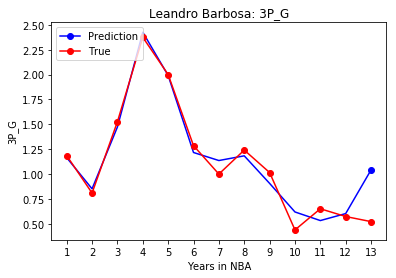 Leandro Barbosa: 3P_G
Prediction
True
2.50
2.25
2.00
1.75
1.50
1.25
1.00
0.75
0.50
3P_G
1 2 3 4 5 6 7 8 9 10 11 12 13
Years in NBA